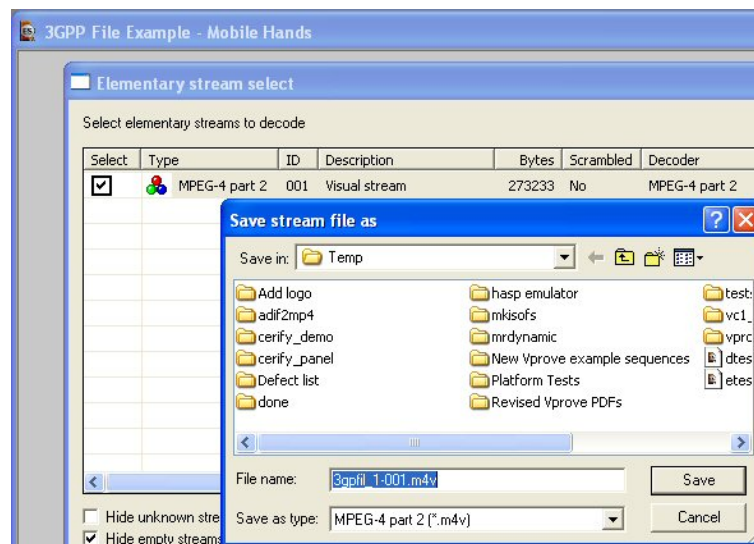 3GPP File Example - Mobile Hands
Elementary stream select
Select elementary streams to decode
Select Type ID Description Bytes Scrambled Decoder
MPEG-4 part 2 001 Visual stream 273233 No MPEG-4 part 2
Save stream file as
Save in: Temp
Add logo hasp emulator
adif2mp4 mkisofs vc1_
cerify_demo mrdynamic vprc
cerify_panel New Vprove example sequences dtes
Defect list Platform Tests etes
done Revised Vprove PDFs
File name: 3gpfil_1-001.m4v Save
Hide unknown stre Save as type: MPEG-4 part 2 (*.m4v) Cancel
Hide empty streams